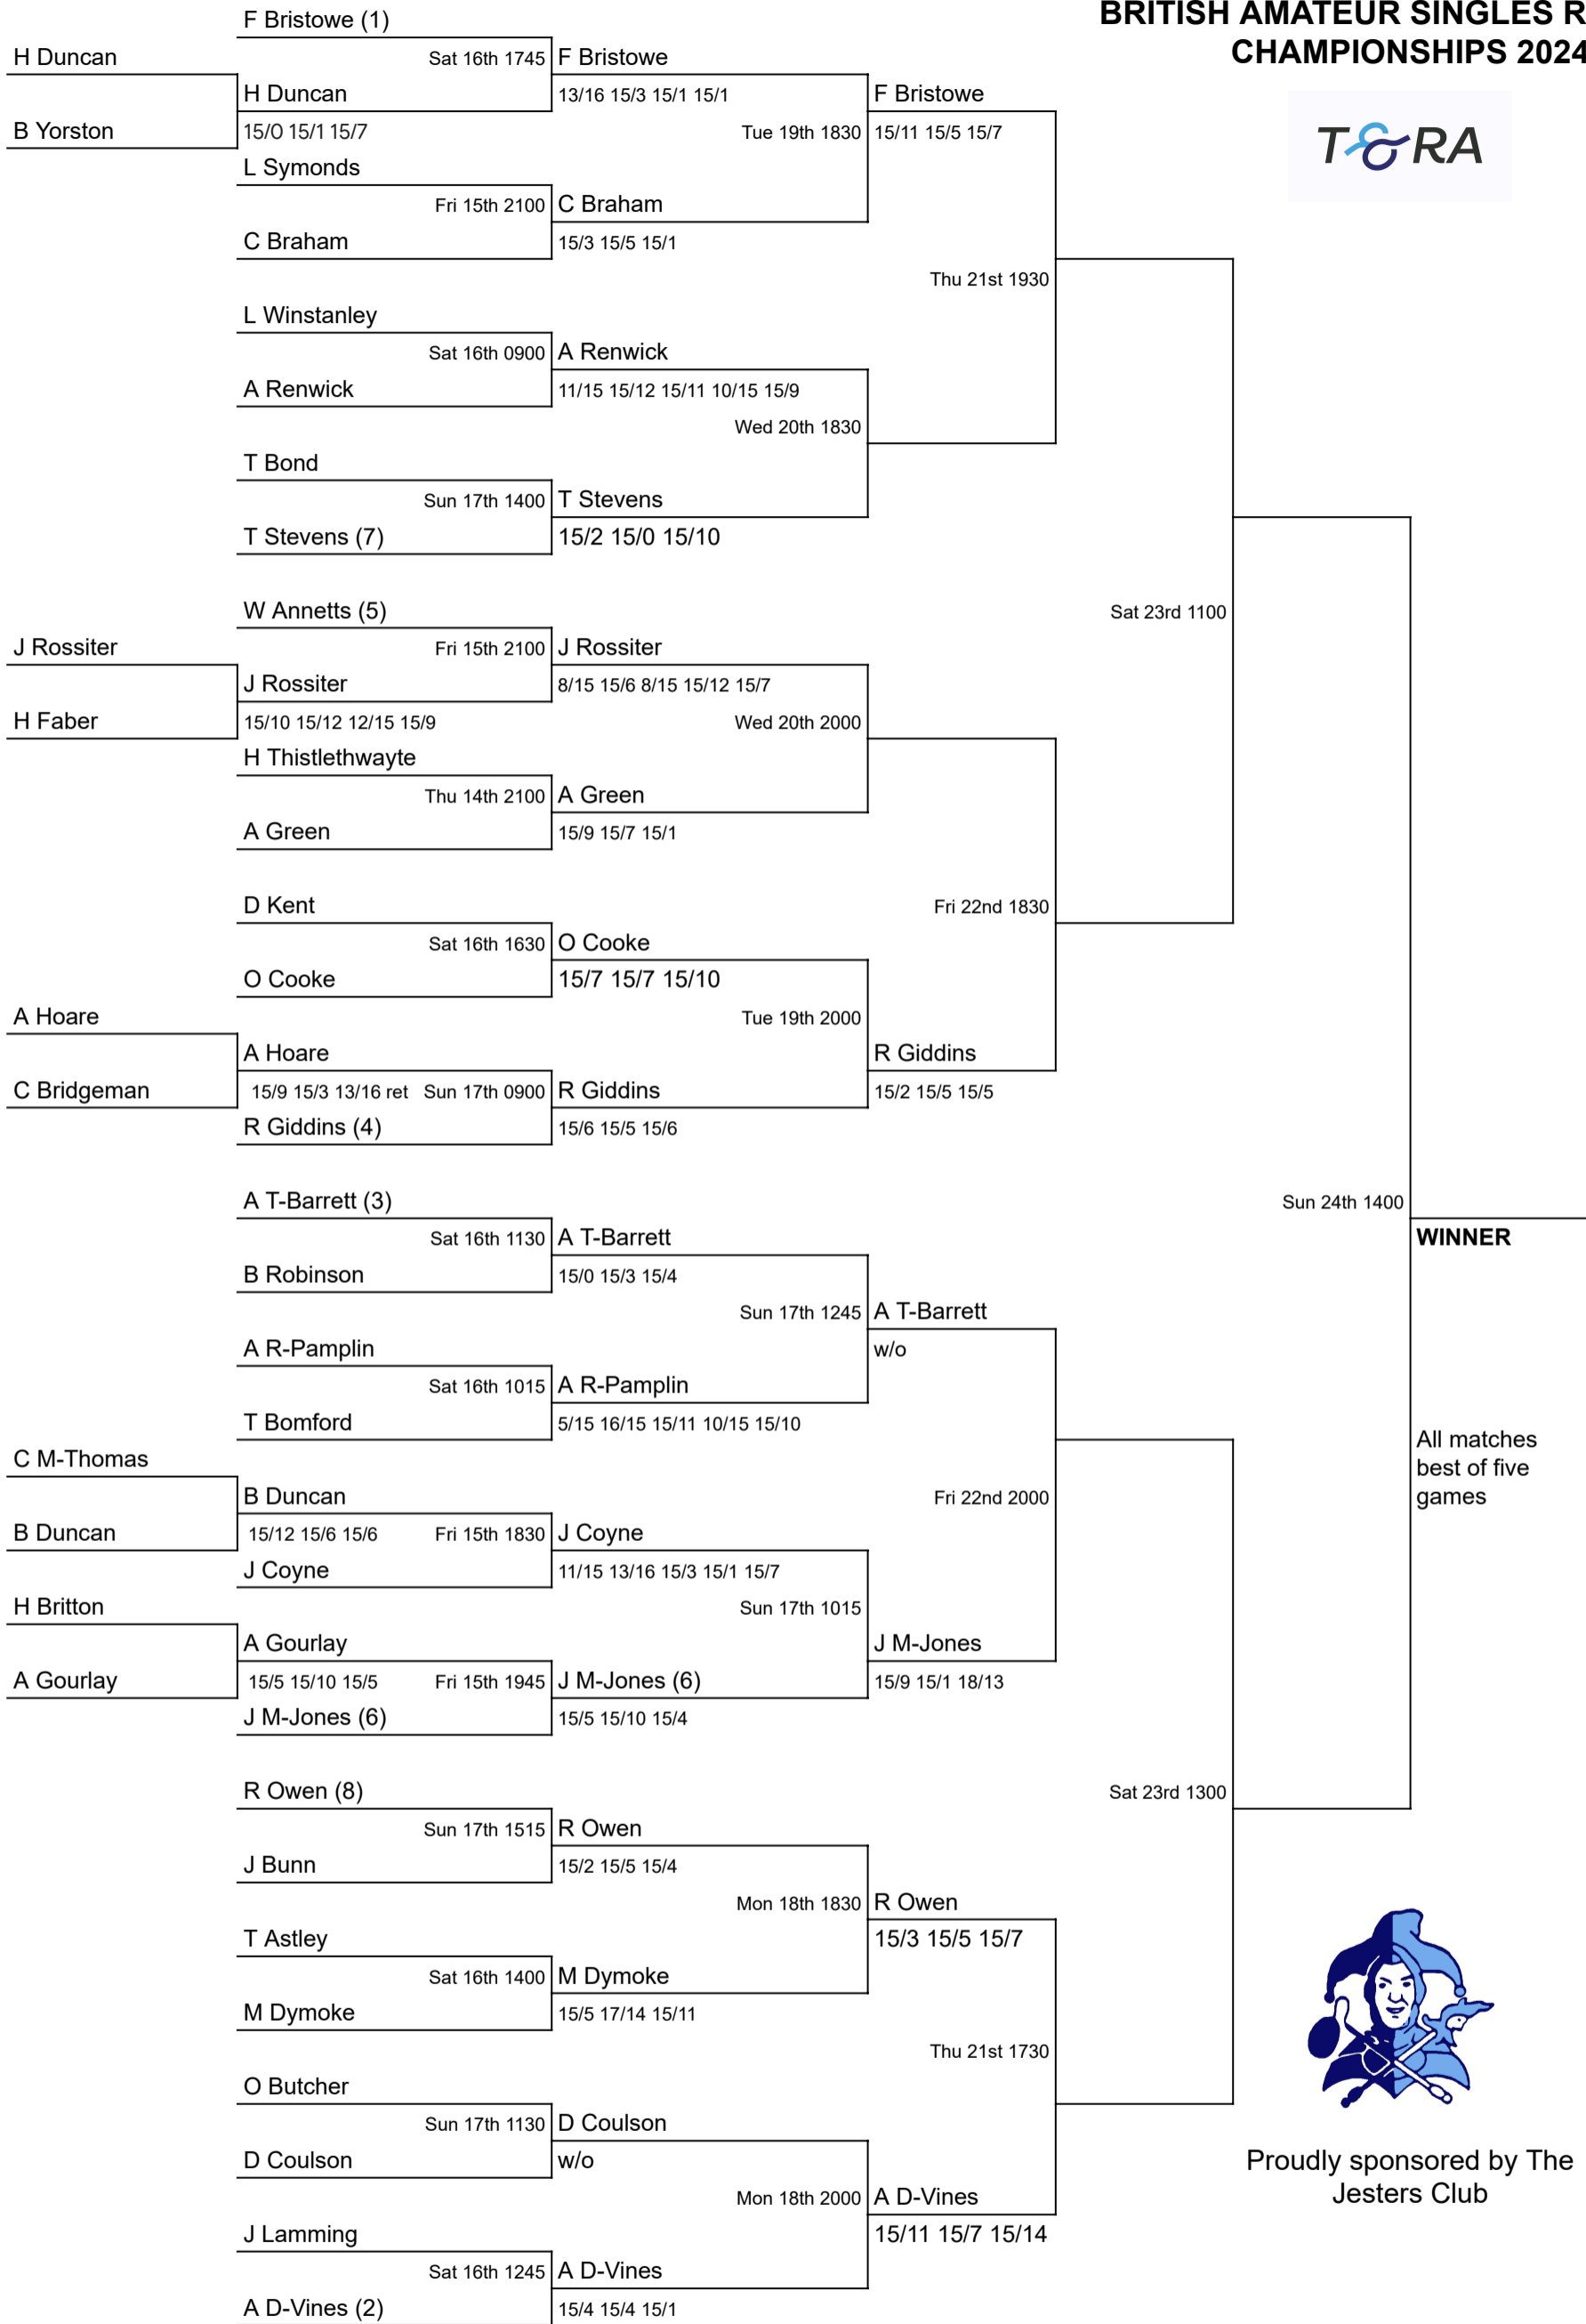 BRITISH AMATEUR SINGLES R
CHAMPIONSHIPS 2024
T&RA
F Bristowe (1)
H Duncan
Sat 16th 1745
F Bristowe
H Duncan
13/16 15/3 15/1 15/1
F Bristowe
B Yorston
15/0 15/1 15/7
Tue 19th 1830
15/11 15/5 15/7
L Symonds
Fri 15th 2100
C Braham
C Braham
15/3 15/5 15/1
Thu 21st 1930
L Winstanley
Sat 16th 0900
A Renwick
A Renwick
11/15 15/12 15/11 10/15 15/9
Wed 20th 1830
T Bond
Sun 17th 1400
T Stevens
T Stevens (7)
15/2 15/0 15/10
W Annetts (5)
Sat 23rd 1100
J Rossiter
Fri 15th 2100
J Rossiter
J Rossiter
8/15 15/6 8/15 15/12 15/7
H Faber
15/10 15/12 12/15 15/9
Wed 20th 2000
H Thistlethwayte
Thu 14th 2100
A Green
A Green
15/9 15/7 15/1
D Kent
Fri 22nd 1830
Sat 16th 1630
O Cooke
O Cooke
15/7 15/7 15/10
A Hoare
Tue 19th 2000
A Hoare
R Giddins
C Bridgeman
15/9 15/3 13/16 ret
Sun 17th 0900
R Giddins
15/2 15/5 15/5
R Giddins (4)
15/6 15/5 15/6
A T-Barrett (3)
Sun 24th 1400
Sat 16th 1130
A T-Barrett
WINNER
B Robinson
15/0 15/3 15/4
Sun 17th 1245
A T-Barrett
A R-Pamplin
w/o
Sat 16th 1015
A R-Pamplin
T Bomford
5/15 16/15 15/11 10/15 15/10
All matches
best of five
games
C M-Thomas
B Duncan
Fri 22nd 2000
B Duncan
15/12 15/6 15/6
Fri 15th 1830
J Coyne
J Coyne
11/15 13/16 15/3 15/1 15/7
H Britton
Sun 17th 1015
A Gourlay
J M-Jones
A Gourlay
15/5 15/10 15/5
Fri 15th 1945
J M-Jones (6)
15/9 15/1 18/13
J M-Jones (6)
15/5 15/10 15/4
R Owen (8)
Sat 23rd 1300
Sun 17th 1515
R Owen
J Bunn
15/2 15/5 15/4
Mon 18th 1830
R Owen
T Astley
15/3 15/5 15/7
Sat 16th 1400
M Dymoke
M Dymoke
15/5 17/14 15/11
Thu 21st 1730
O Butcher
Sun 17th 1130
D Coulson
D Coulson
w/o
Proudly sponsored by The
Jesters Club
Mon 18th 2000
A D-Vines
J Lamming
15/11 15/7 15/14
Sat 16th 1245
A D-Vines
A D-Vines (2)
15/4 15/4 15/1